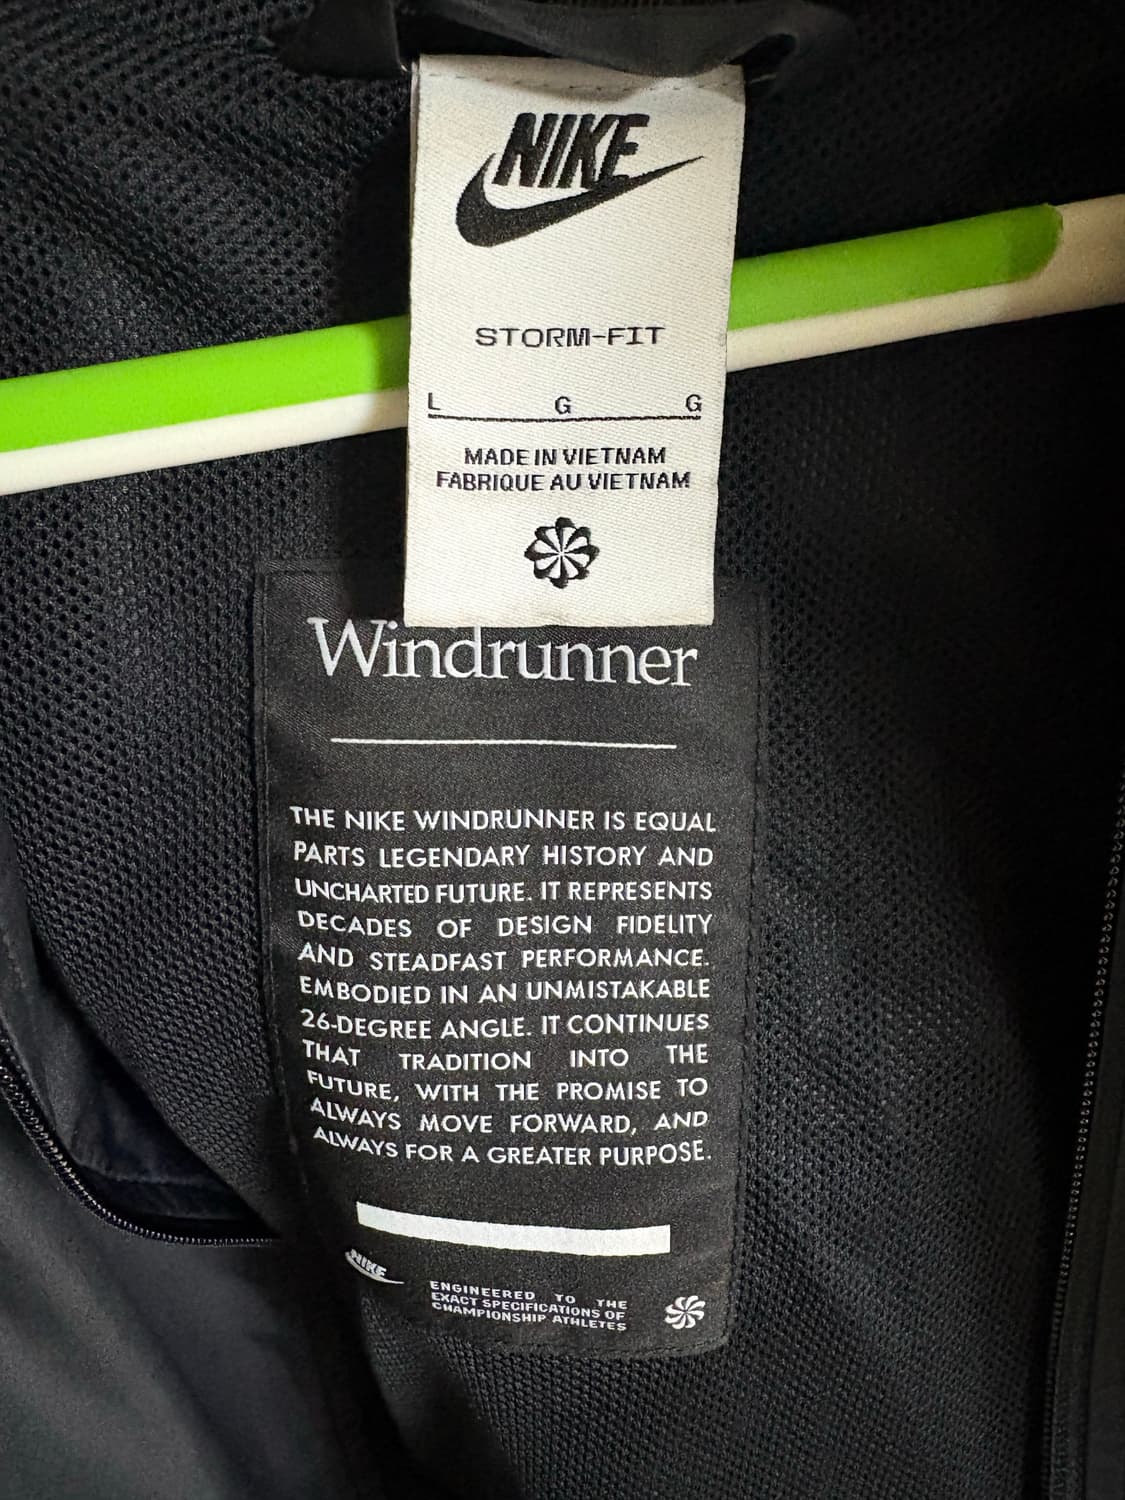 NIKE
STORM-FIT
L G G
MADE IN VIETNAM
FABRIQUE AU VIETNAM
Windrunner
THE NIKE WINDRUNNER IS EQUAL
PARTS LEGENDARY HISTORY AND
UNCHARTED FUTURE. IT REPRESENTS
DECADES OF DESIGN FIDELITY
AND STEADFAST PERFORMANCE.
EMBODIED IN AN UNMISTAKABLE
26-DEGREE ANGLE. IT CONTINUES
THAT TRADITION INTO THE
FUTURE, WITH THE PROMISE TO
ALWAYS MOVE FORWARD, AND
ALWAYS FOR A GREATER PURPOSE.
NIKE
ENGINEERED TO THE
EXACT SPECIFICATIONS OF
CHAMPIONSHIP ATHLETES